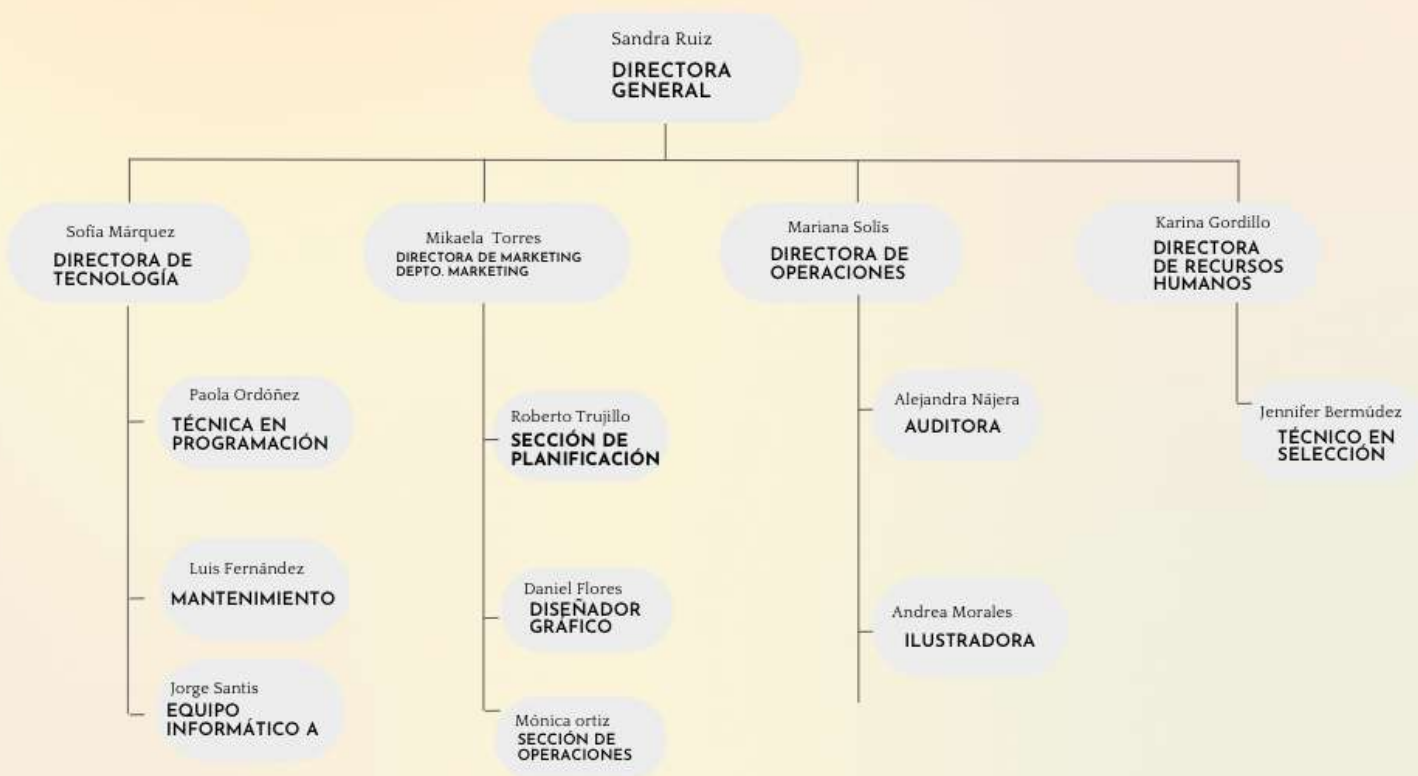 Sandra Ruiz
DIRECTORA
GENERAL
Sofía Márquez
DIRECTORA DE
TECNOLOGÍA
Mikaela Torres
DIRECTORA DE MARKETING
DEPTO. MARKETING
Mariana Solís
DIRECTORA DE
OPERACIONES
Karina Gordillo
DIRECTORA
DE RECURSOS
HUMANOS
Paola Ordóñez
TÉCNICA EN
PROGRAMACIÓN
Luis Fernández
MANTENIMIENTO
Jorge Santis
EQUIPO
INFORMÁTICO A
Roberto Trujillo
SECCIÓN DE
PLANIFICACIÓN
Daniel Flores
DISEÑADOR
GRÁFICO
Mónica ortiz
SECCIÓN DE
OPERACIONES
Alejandra Nájera
AUDITORA
Andrea Morales
ILUSTRADORA
Jennifer Bermúdez
TÉCNICO EN
SELECCIÓN